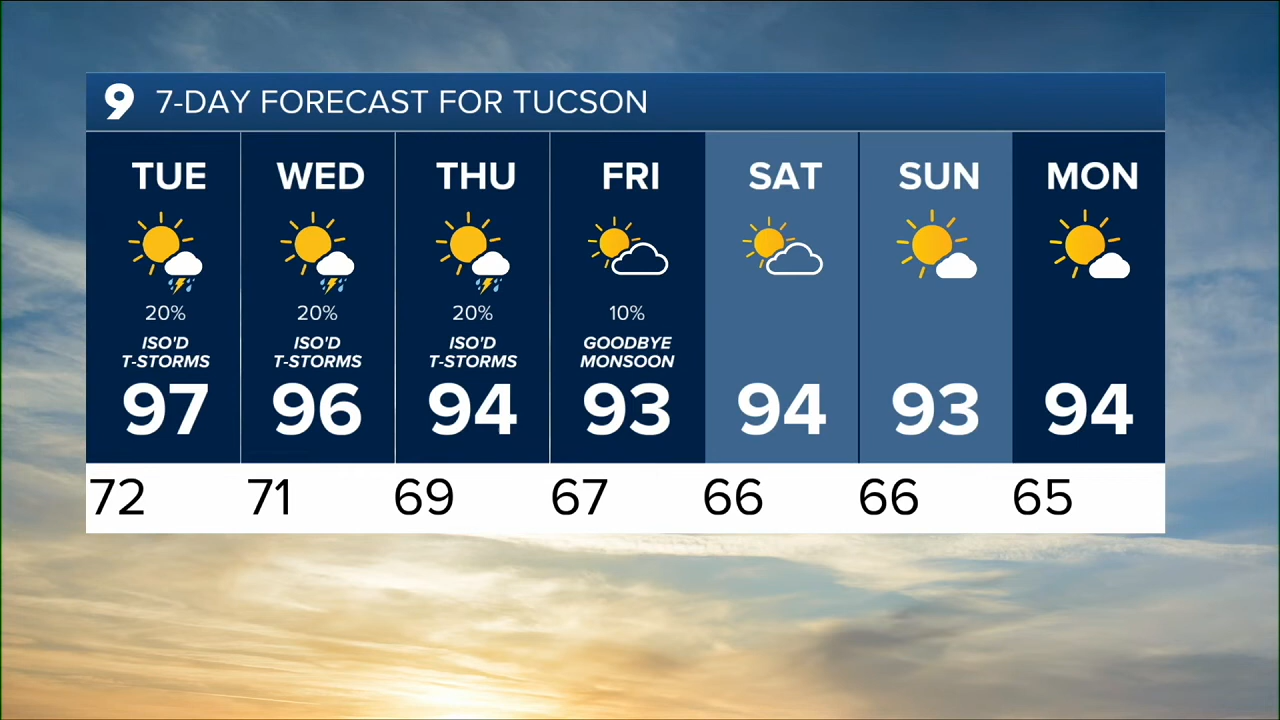 9 7-DAY FORECAST FOR TUCSON
TUE WED THU FRI SAT SUN MON
20% 20% 20% 10%
ISO'D ISO'D ISO'D GOODBYE
T-STORMS T-STORMS T-STORMS MONSOON
97 96 94 93 94 93 94
72 71 69 67 66 66 65